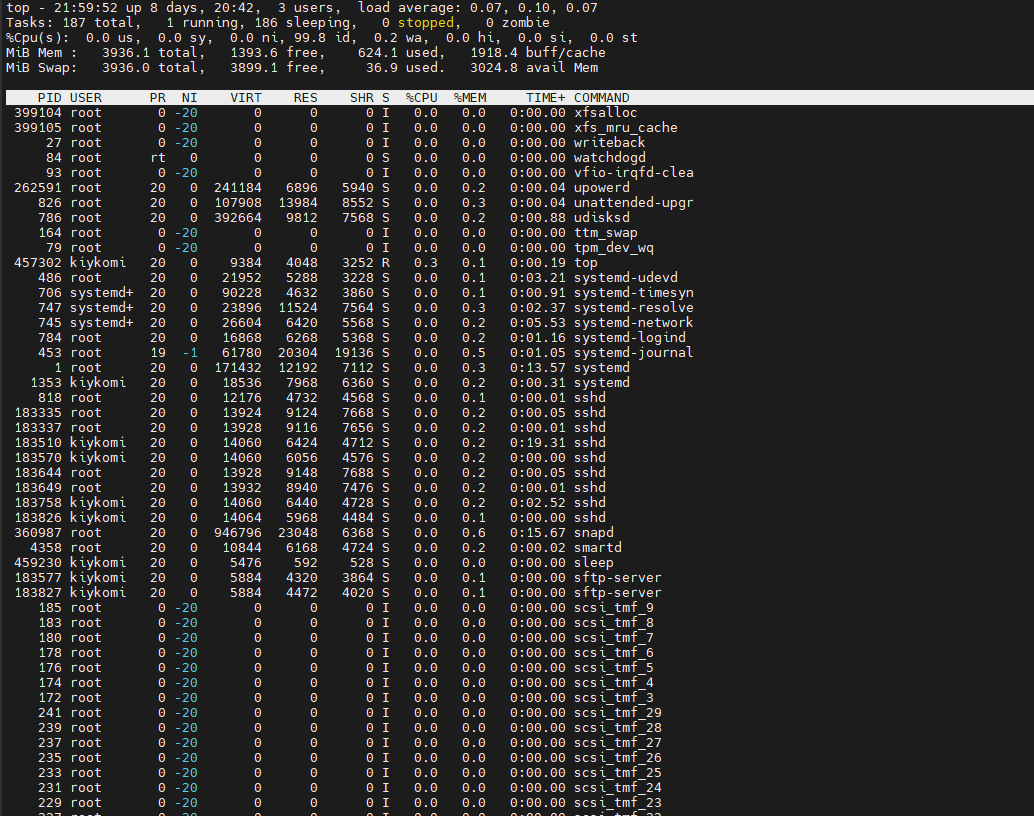 top - 21:59:52 up 8 days, 20:42,  3 users,  load average: 0.07, 0.10, 0.07
Tasks: 187 total,   1 running, 186 sleeping,   0 stopped,   0 zombie
%Cpu(s):  0.0 us,  0.0 sy,  0.0 ni, 99.8 id,  0.2 wa,  0.0 hi,  0.0 si,  0.0 st
MiB Mem :   3936.1 total,   1393.6 free,    624.1 used,   1918.4 buff/cache
MiB Swap:   3936.0 total,   3899.1 free,     36.9 used.   3024.8 avail Mem
PID USER      PR  NI    VIRT    RES    SHR S  %CPU  %MEM     TIME+ COMMAND
399104 root       0 -20       0      0      0 I   0.0   0.0   0:00.00 xfsalloc
399105 root       0 -20       0      0      0 I   0.0   0.0   0:00.00 xfs_mru_cache
27 root       0 -20       0      0      0 I   0.0   0.0   0:00.00 writeback
84 root      rt   0       0      0      0 S   0.0   0.0   0:00.00 watchdogd
93 root       0 -20       0      0      0 I   0.0   0.0   0:00.00 vfio-irqfd-clea
262591 root      20   0  241184   6896   5940 S   0.0   0.2   0:00.04 upowerd
826 root      20   0  107908  13984   8552 S   0.0   0.3   0:00.04 unattended-upgr
786 root      20   0  392664   9812   7568 S   0.0   0.2   0:00.88 udisksd
164 root       0 -20       0      0      0 I   0.0   0.0   0:00.00 ttm_swap
79 root       0 -20       0      0      0 I   0.0   0.0   0:00.00 tpm_dev_wq
457302 kiykomi   20   0    9384   4048   3252 R   0.3   0.1   0:00.19 top
486 root      20   0   21952   5288   3228 S   0.0   0.1   0:03.21 systemd-udevd
706 systemd+  20   0   90228   4632   3860 S   0.0   0.1   0:00.91 systemd-timesyn
747 systemd+  20   0   23896  11524   7564 S   0.0   0.3   0:02.37 systemd-resolve
745 systemd+  20   0   26604   6420   5568 S   0.0   0.2   0:05.53 systemd-network
784 root      20   0   16868   6268   5368 S   0.0   0.2   0:01.16 systemd-logind
453 root      19  -1   61780  20304  19136 S   0.0   0.5   0:01.05 systemd-journal
1 root      20   0  171432  12192   7112 S   0.0   0.3   0:13.57 systemd
1353 kiykomi   20   0   18536   7968   6360 S   0.0   0.2   0:00.31 systemd
818 root      20   0   12176   4732   4568 S   0.0   0.1   0:00.01 sshd
183335 root      20   0   13924   9124   7668 S   0.0   0.2   0:00.05 sshd
183337 root      20   0   13928   9116   7656 S   0.0   0.2   0:00.01 sshd
183510 kiykomi   20   0   14060   6424   4712 S   0.0   0.2   0:19.31 sshd
183570 kiykomi   20   0   14060   6056   4576 S   0.0   0.2   0:00.00 sshd
183644 root      20   0   13928   9148   7688 S   0.0   0.2   0:00.05 sshd
183649 root      20   0   13932   8940   7476 S   0.0   0.2   0:00.01 sshd
183758 kiykomi   20   0   14060   6440   4728 S   0.0   0.2   0:02.52 sshd
183826 kiykomi   20   0   14064   5968   4484 S   0.0   0.1   0:00.00 sshd
360987 root      20   0  946796  23048   6368 S   0.0   0.6   0:15.67 snapd
4358 root      20   0   10844   6168   4724 S   0.0   0.2   0:00.02 smartd
459230 kiykomi   20   0    5476    592    528 S   0.0   0.0   0:00.00 sleep
183577 kiykomi   20   0    5884   4320   3864 S   0.0   0.1   0:00.00 sftp-server
183827 kiykomi   20   0    5884   4472   4020 S   0.0   0.1   0:00.00 sftp-server
185 root       0 -20       0      0      0 I   0.0   0.0   0:00.00 scsi_tmf_9
183 root       0 -20       0      0      0 I   0.0   0.0   0:00.00 scsi_tmf_8
180 root       0 -20       0      0      0 I   0.0   0.0   0:00.00 scsi_tmf_7
178 root       0 -20       0      0      0 I   0.0   0.0   0:00.00 scsi_tmf_6
176 root       0 -20       0      0      0 I   0.0   0.0   0:00.00 scsi_tmf_5
174 root       0 -20       0      0      0 I   0.0   0.0   0:00.00 scsi_tmf_4
172 root       0 -20       0      0      0 I   0.0   0.0   0:00.00 scsi_tmf_3
241 root       0 -20       0      0      0 I   0.0   0.0   0:00.00 scsi_tmf_29
239 root       0 -20       0      0      0 I   0.0   0.0   0:00.00 scsi_tmf_28
237 root       0 -20       0      0      0 I   0.0   0.0   0:00.00 scsi_tmf_27
235 root       0 -20       0      0      0 I   0.0   0.0   0:00.00 scsi_tmf_26
233 root       0 -20       0      0      0 I   0.0   0.0   0:00.00 scsi_tmf_25
231 root       0 -20       0      0      0 I   0.0   0.0   0:00.00 scsi_tmf_24
229 root       0 -20       0      0      0 I   0.0   0.0   0:00.00 scsi_tmf_23